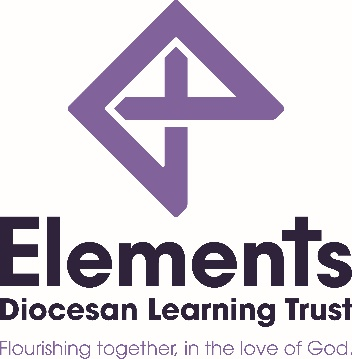 Elements
Diocesan Learning Trust
Flourishing together, in the love of God.